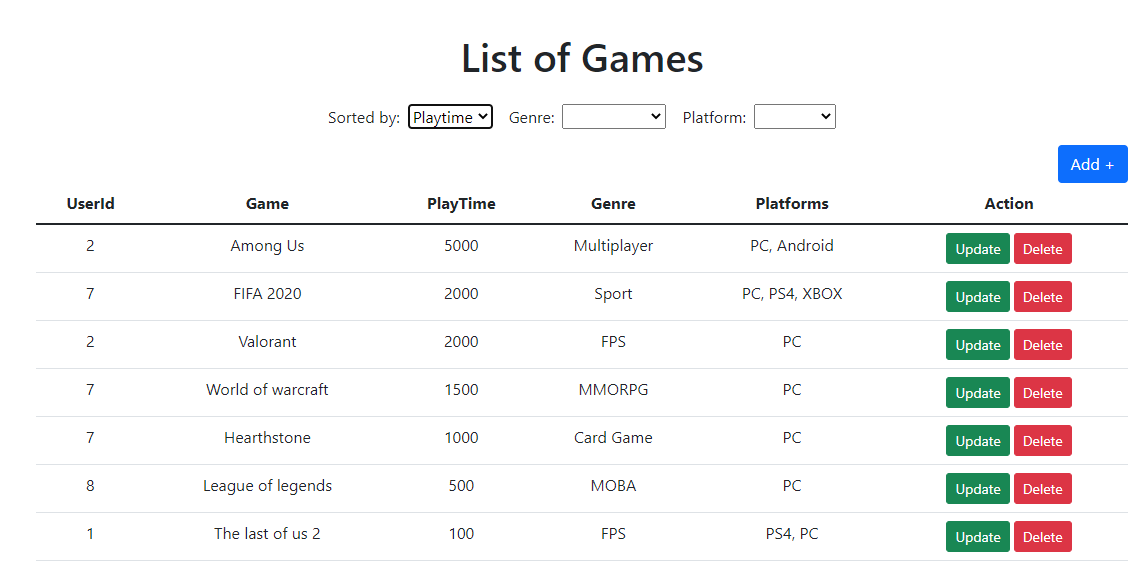 List of Games
Sorted by: Playtime Genre: Platform:
Add +
UserId Game PlayTime Genre Platforms Action
2 Among Us 5000 Multiplayer PC, Android Update Delete
7 FIFA 2020 2000 Sport PC, PS4, XBOX Update Delete
2 Valorant 2000 FPS PC Update Delete
7 World of warcraft 1500 MMORPG PC Update Delete
7 Hearthstone 1000 Card Game PC Update Delete
8 League of legends 500 MOBA PC Update Delete
1 The last of us 2 100 FPS PS4, PC Update Delete